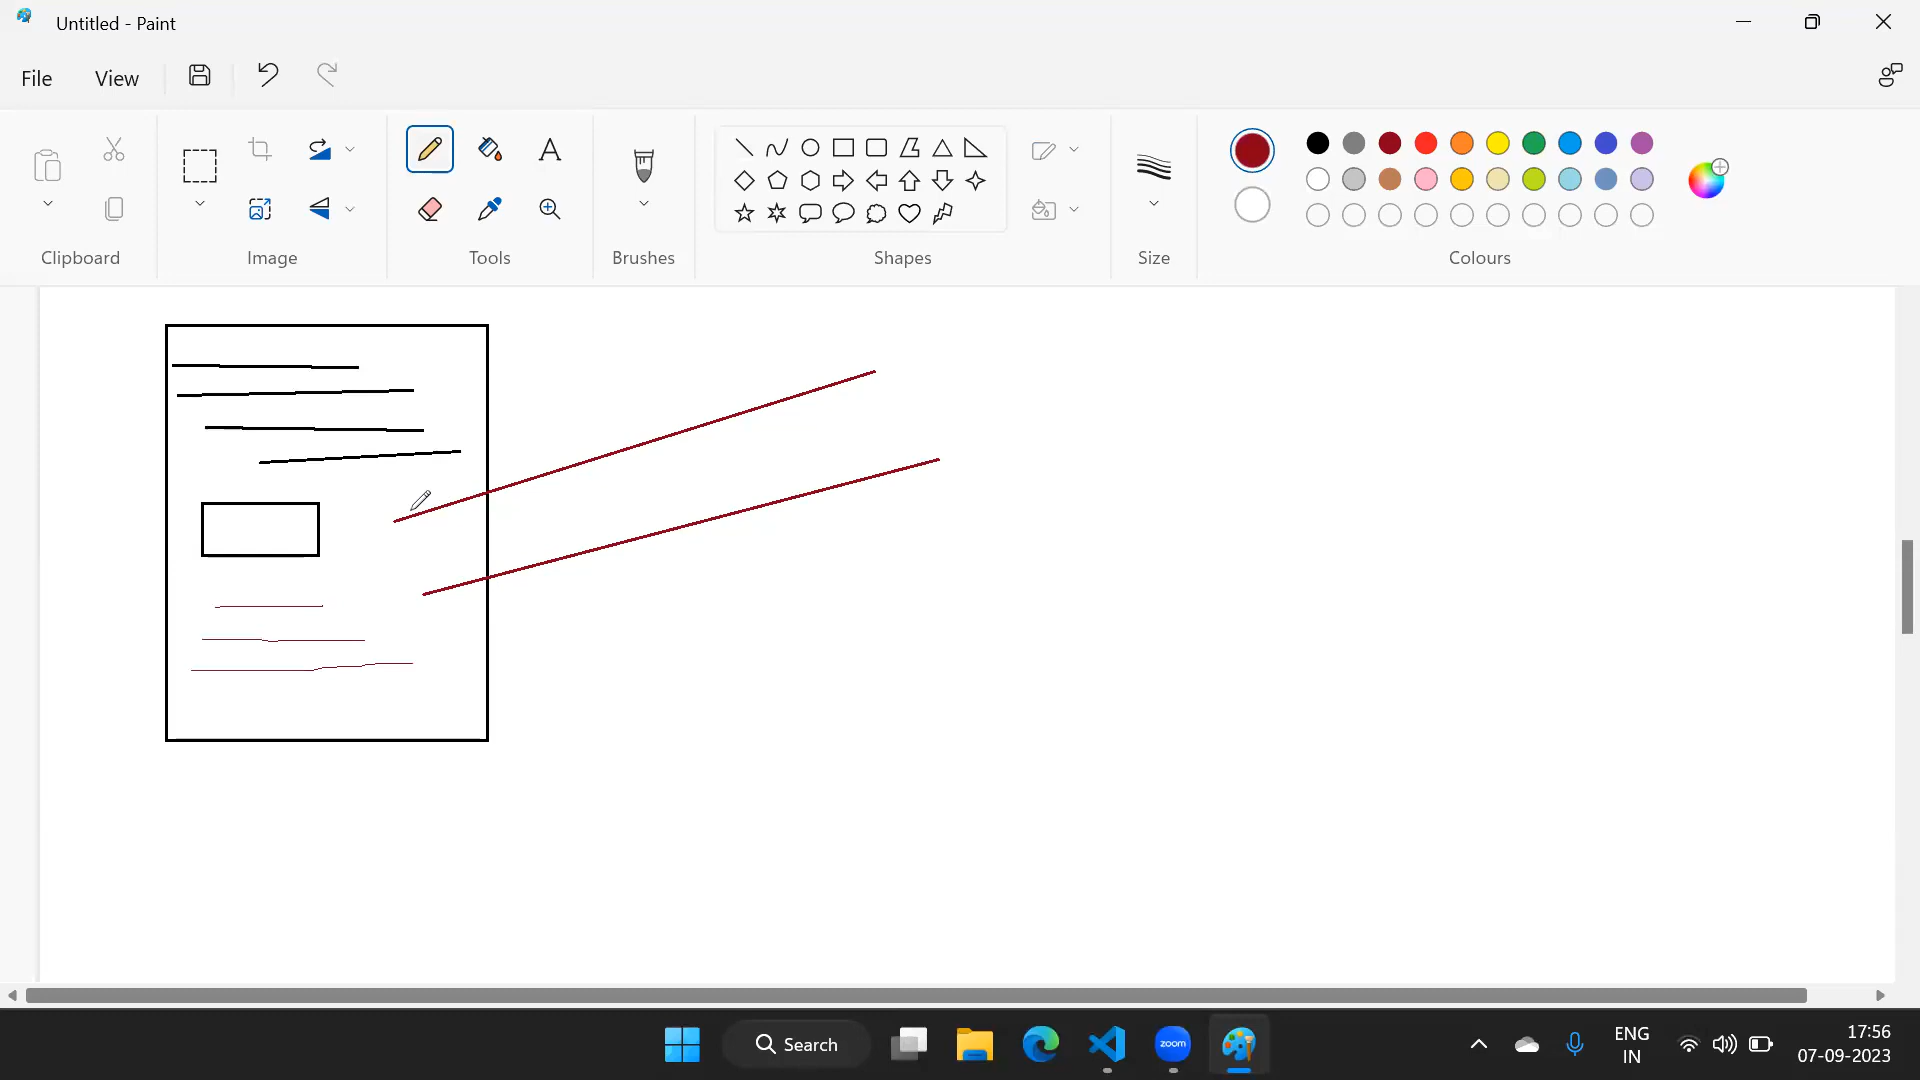 Untitled - Paint
File View
Clipboard Image Tools Brushes Shapes Size Colours
Search
zoom
ENG
IN
17:56
07-09-2023